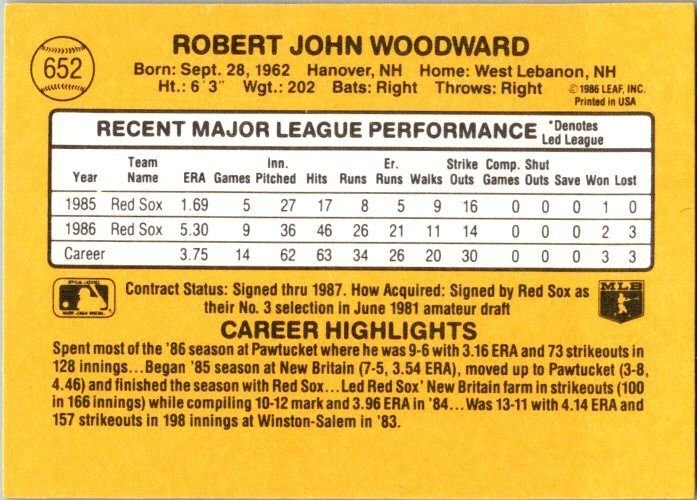 652
ROBERT JOHN WOODWARD
Born: Sept. 28, 1962 Hanover, NH Home: West Lebanon, NH
Ht.: 6'3" Wgt.: 202 Bats: Right Throws: Right
© 1986 LEAF, INC.
Printed in USA
RECENT MAJOR LEAGUE PERFORMANCE *Denotes Led League
Year Team Name ERA Games Inn. Pitched Hits Runs Er. Runs Walks Strike Outs Comp. Games Shut Outs Save Won Lost
1985 Red Sox 1.69 5 27 17 8 5 9 16 0 0 0 1 0
1986 Red Sox 5.30 9 36 46 26 21 11 14 0 0 0 2 3
Career 3.75 14 62 63 34 26 20 30 0 0 0 3 3
Contract Status: Signed thru 1987. How Acquired: Signed by Red Sox as
their No. 3 selection in June 1981 amateur draft
MLB
CAREER HIGHLIGHTS
Spent most of the '86 season at Pawtucket where he was 9-6 with 3.16 ERA and 73 strikeouts in
128 innings...Began '85 season at New Britain (7-5, 3.54 ERA), moved up to Pawtucket (3-8,
4.46) and finished the season with Red Sox...Led Red Sox' New Britain farm in strikeouts (100
in 166 innings) while compiling 10-12 mark and 3.96 ERA in '84...Was 13-11 with 4.14 ERA and
157 strikeouts in 198 innings at Winston-Salem in '83.